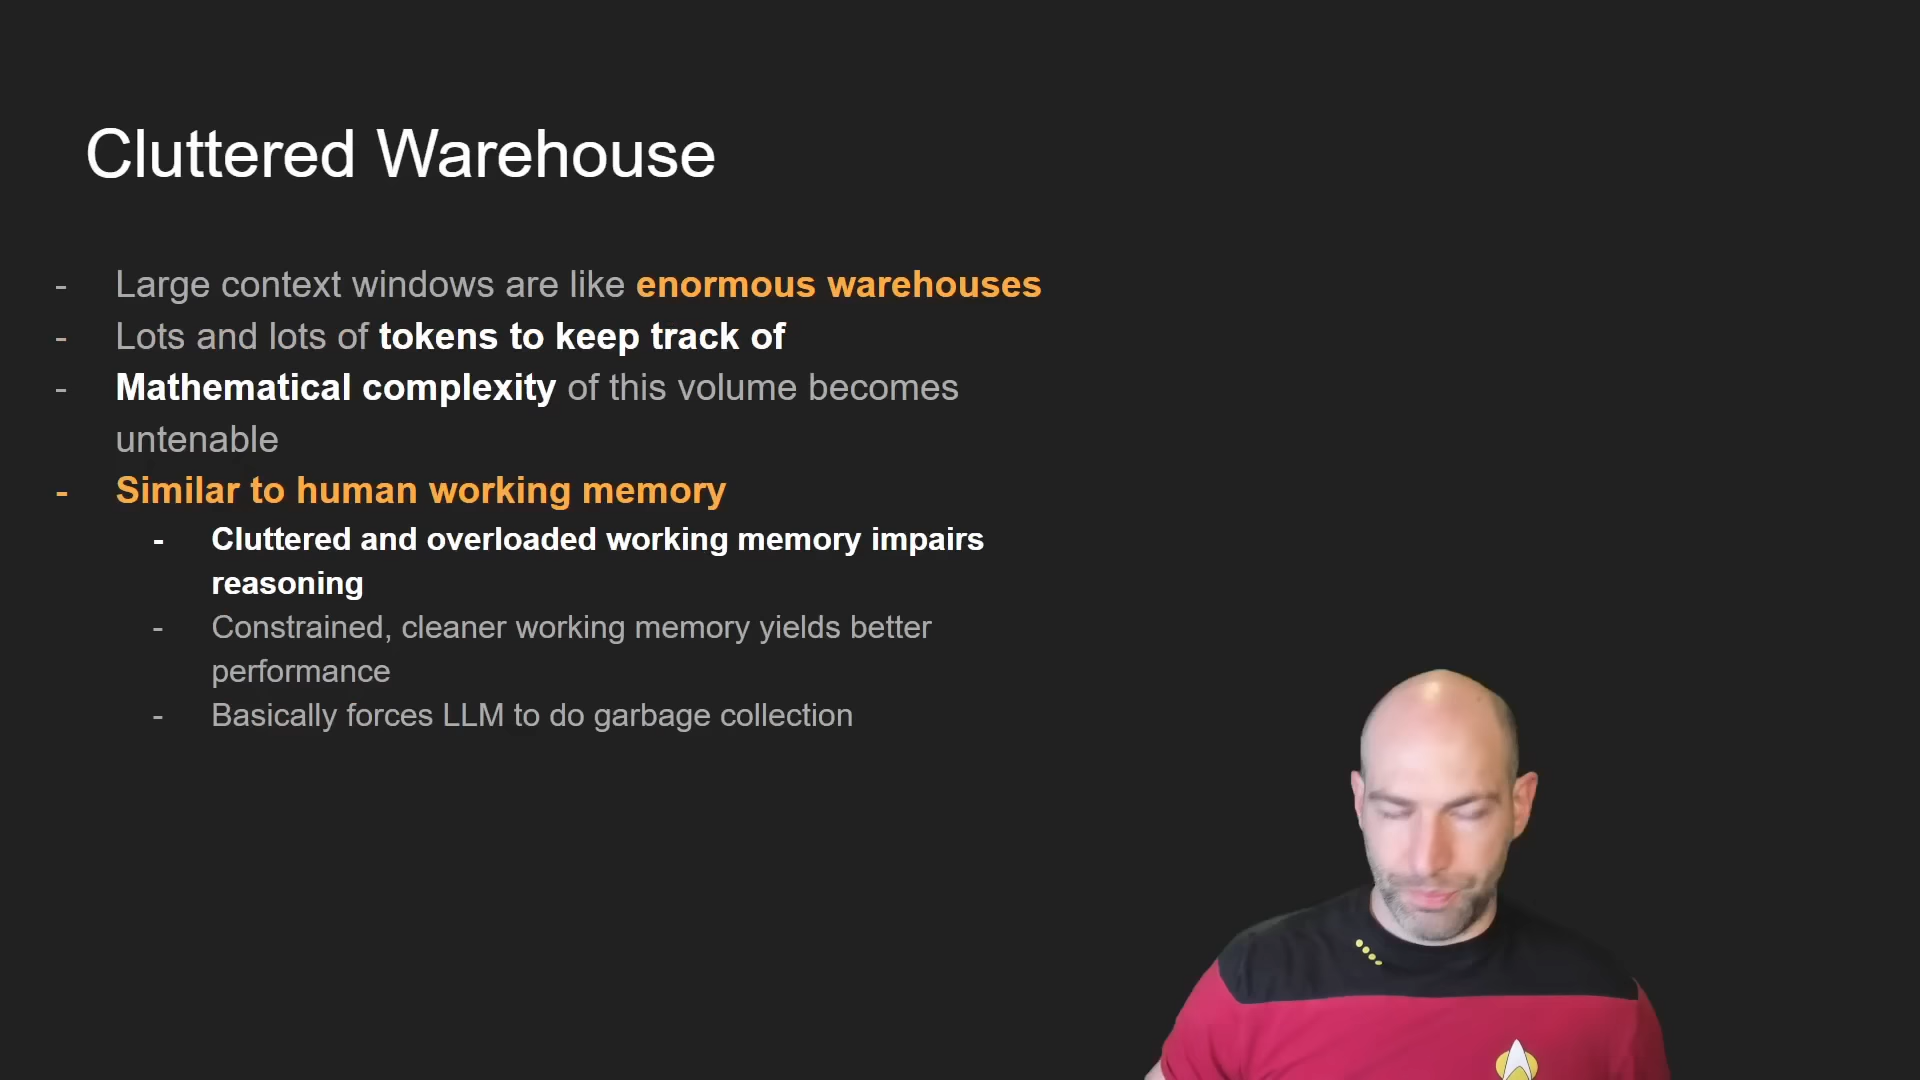 Cluttered Warehouse
- Large context windows are like enormous warehouses
- Lots and lots of tokens to keep track of
- Mathematical complexity of this volume becomes
untenable
- Similar to human working memory
- Cluttered and overloaded working memory impairs
reasoning
- Constrained, cleaner working memory yields better
performance
- Basically forces LLM to do garbage collection